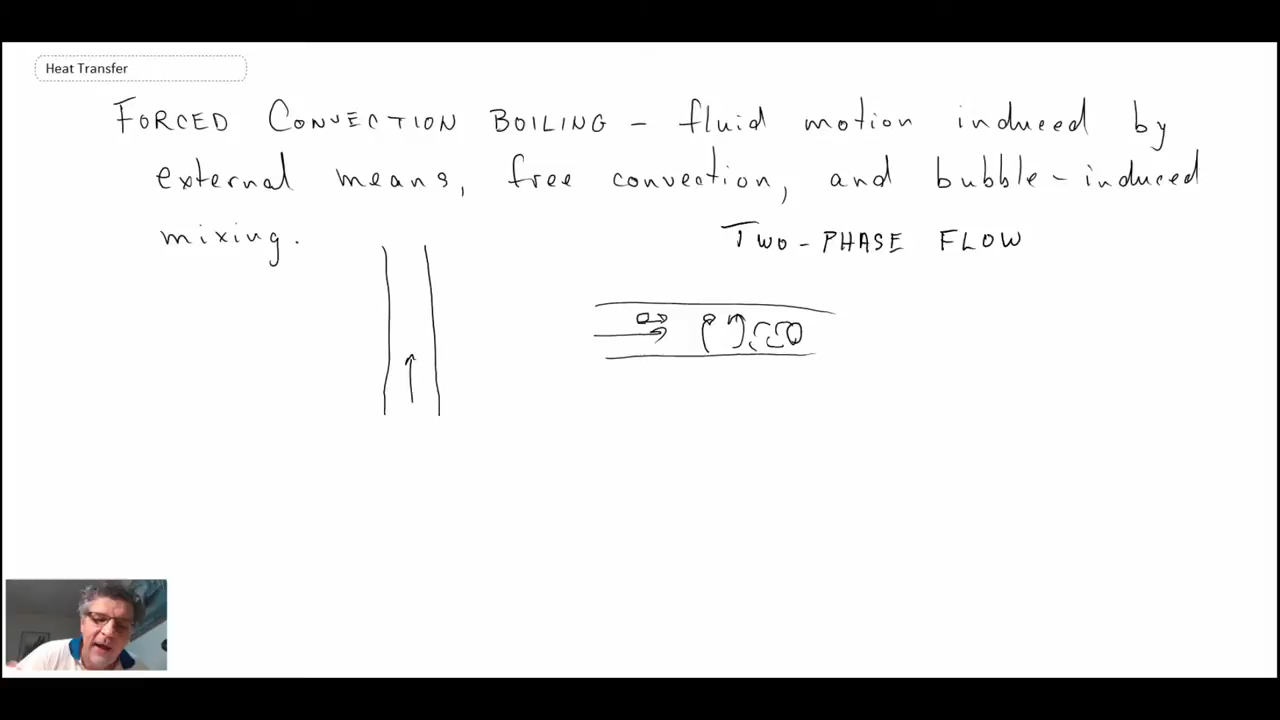 Heat Transfer
FORCED CONVECTION BOILING - fluid motion induced by
external means, free convection, and bubble-induced
mixing.
TWO-PHASE FLOW